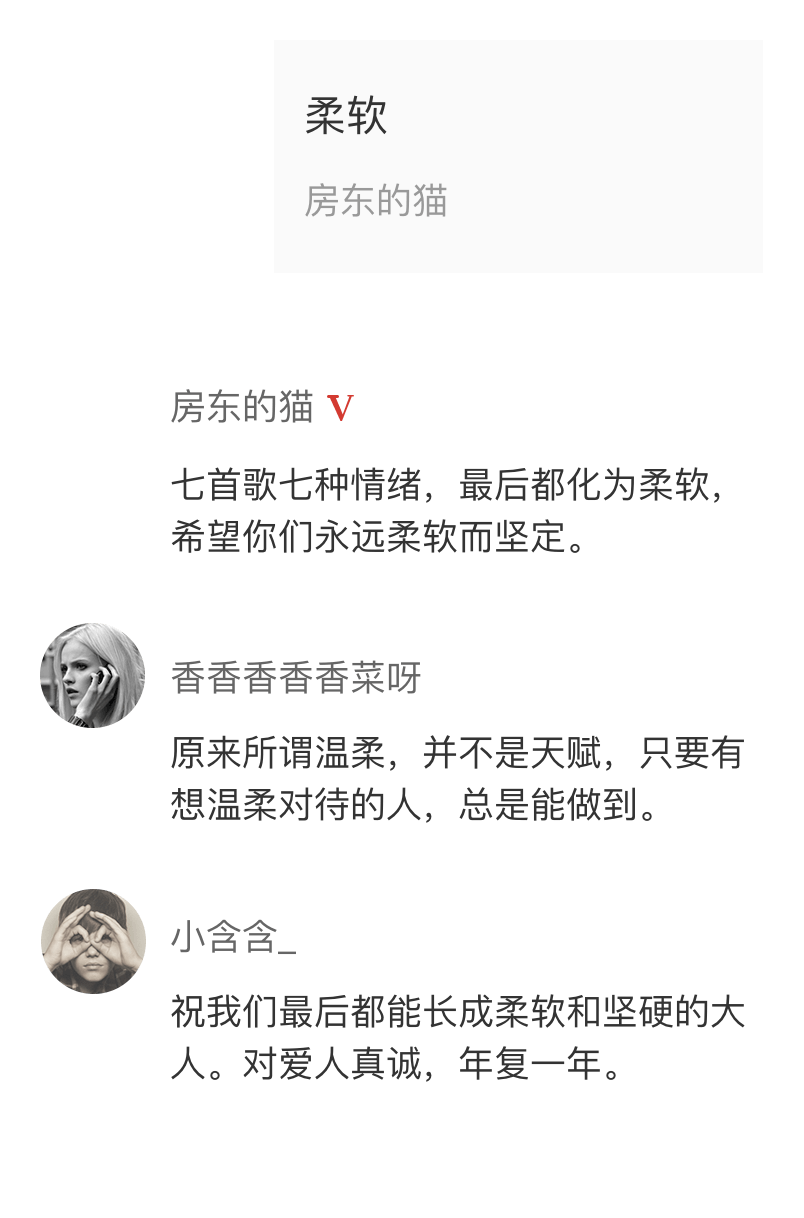 柔软
房东的猫
房东的猫 V
七首歌七种情绪，最后都化为柔软，
希望你们永远柔软而坚定。
香香香香香菜呀
原来所谓温柔，并不是天赋，只要有
想温柔对待的人，总是能做到。
小含含_
祝我们最后都能长成柔软和坚硬的大
人。对爱人真诚，年复一年。